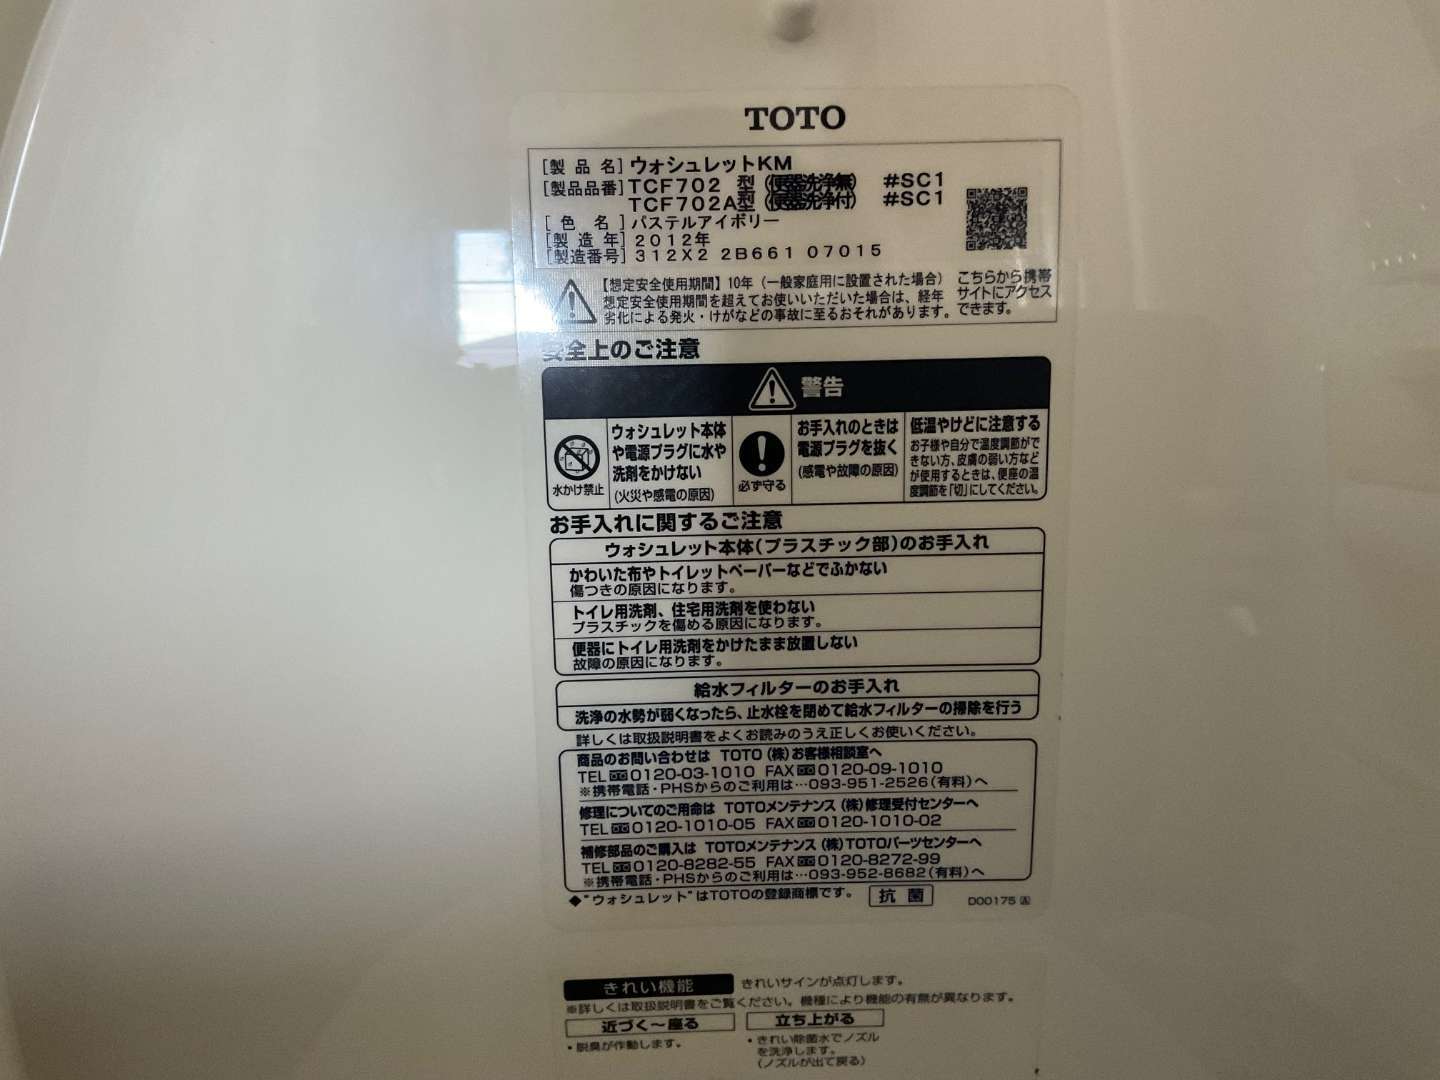 TOTO
[製品名] ウォシュレットKM
[製品品番] TCF702 型(便器洗浄無) #SC1
TCF702A型(便器洗浄付) #SC1
[色名] パステルアイボリー
[製造年] 2012年
[製造番号] 312X2 2B661 07015
【想定安全使用期間】10年(一般家庭用に設置された場合)
想定安全使用期間を超えてお使いいただいた場合は、経年
劣化による発火・けがなどの事故に至るおそれがあります。
こちらから携帯
サイトにアクセス
できます。
安全上のご注意
警告
水かけ禁止
ウォシュレット本体
や電源プラグに水や
洗剤をかけない
(火災や感電の原因)
必ず守る
お手入れのときは
電源プラグを抜く
(感電や故障の原因)
低温やけどに注意する
お子様や自分で温度調節がで
きない方、皮膚の弱い方など
が使用するときは、便座の温
度調節を「切」にしてください。
お手入れに関するご注意
ウォシュレット本体(プラスチック部)のお手入れ
かわいた布やトイレットペーパーなどでふかない
傷つきの原因になります。
トイレ用洗剤、住宅用洗剤を使わない
プラスチックを傷める原因になります。
便器にトイレ用洗剤をかけたまま放置しない
故障の原因になります。
給水フィルターのお手入れ
洗浄の水勢が弱くなったら、止水栓を閉めて給水フィルターの掃除を行う
詳しくは取扱説明書をよくお読みのうえ正しくお使いください。
商品のお問い合わせは TOTO(株)お客様相談室へ
TEL 0120-03-1010 FAX 0120-09-1010
※携帯電話・PHSからのご利用は…093-951-2526(有料)へ
修理についてのご用命は TOTOメンテナンス(株)修理受付センターへ
TEL 0120-1010-05 FAX 0120-1010-02
補修部品のご購入は TOTOメンテナンス(株)TOTOパーツセンターへ
TEL 0120-8282-55 FAX 0120-8272-99
※携帯電話・PHSからのご利用は…093-952-8682(有料)へ
◆"ウォシュレット"はTOTOの登録商標です。 抗菌 D00175 A
きれい機能 きれいサインが点灯します。
※詳しくは取扱説明書をご覧ください。機種により機能の有無が異なります。
近づく~座る
・脱臭が作動します。
立ち上がる
・きれい除菌水でノズル
を洗浄します。
(ノズルが出て戻る)